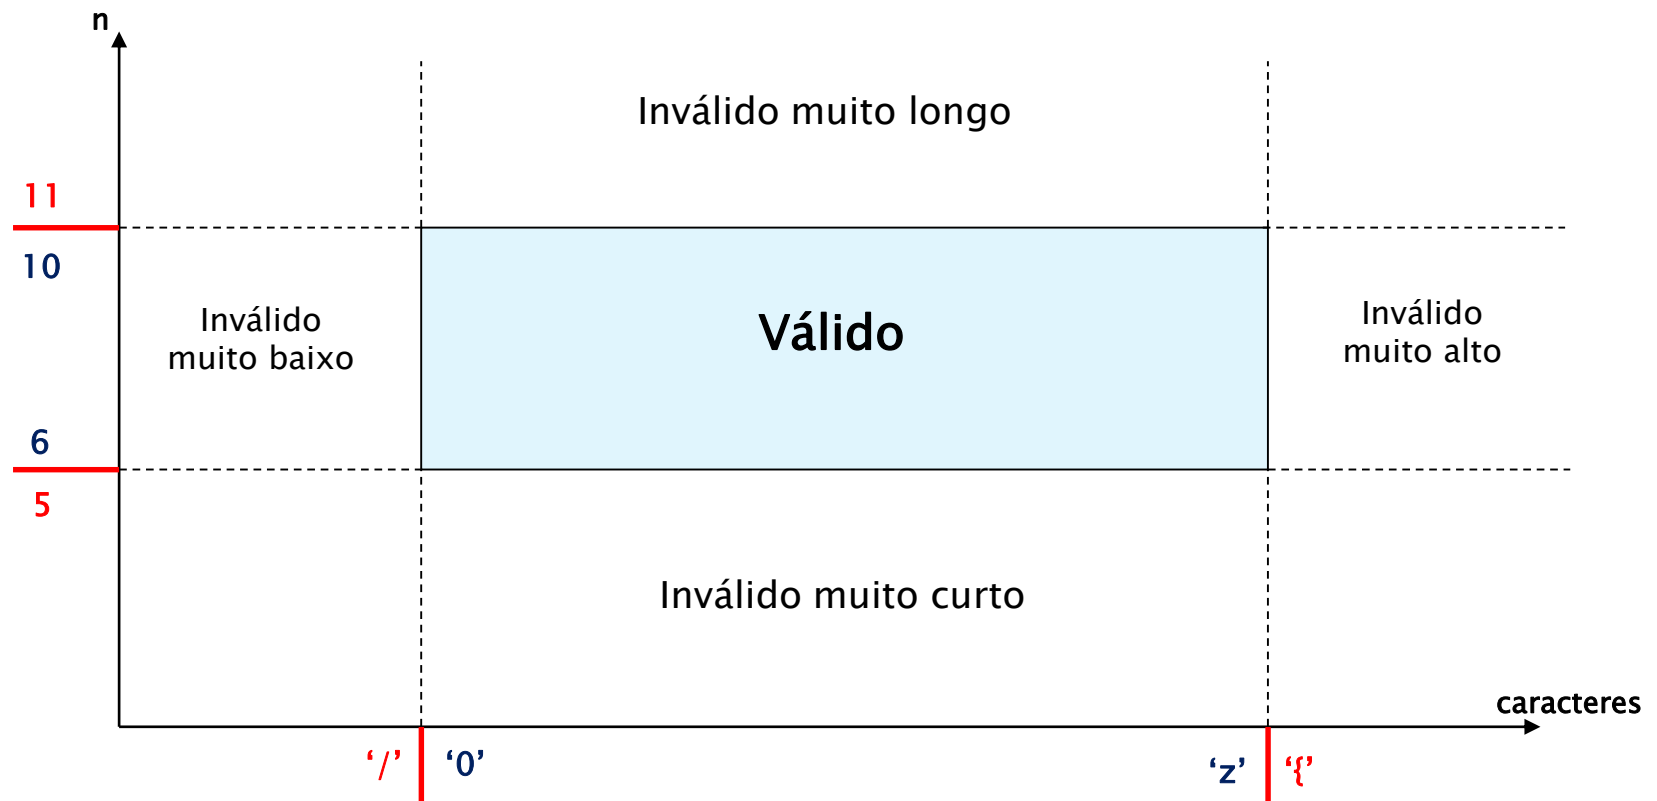 n
Inválido muito longo
11
10
Inválido
muito baixo
Válido
Inválido
muito alto
6
5
Inválido muito curto
caracteres
‘/’
‘0’
‘z’
‘{’